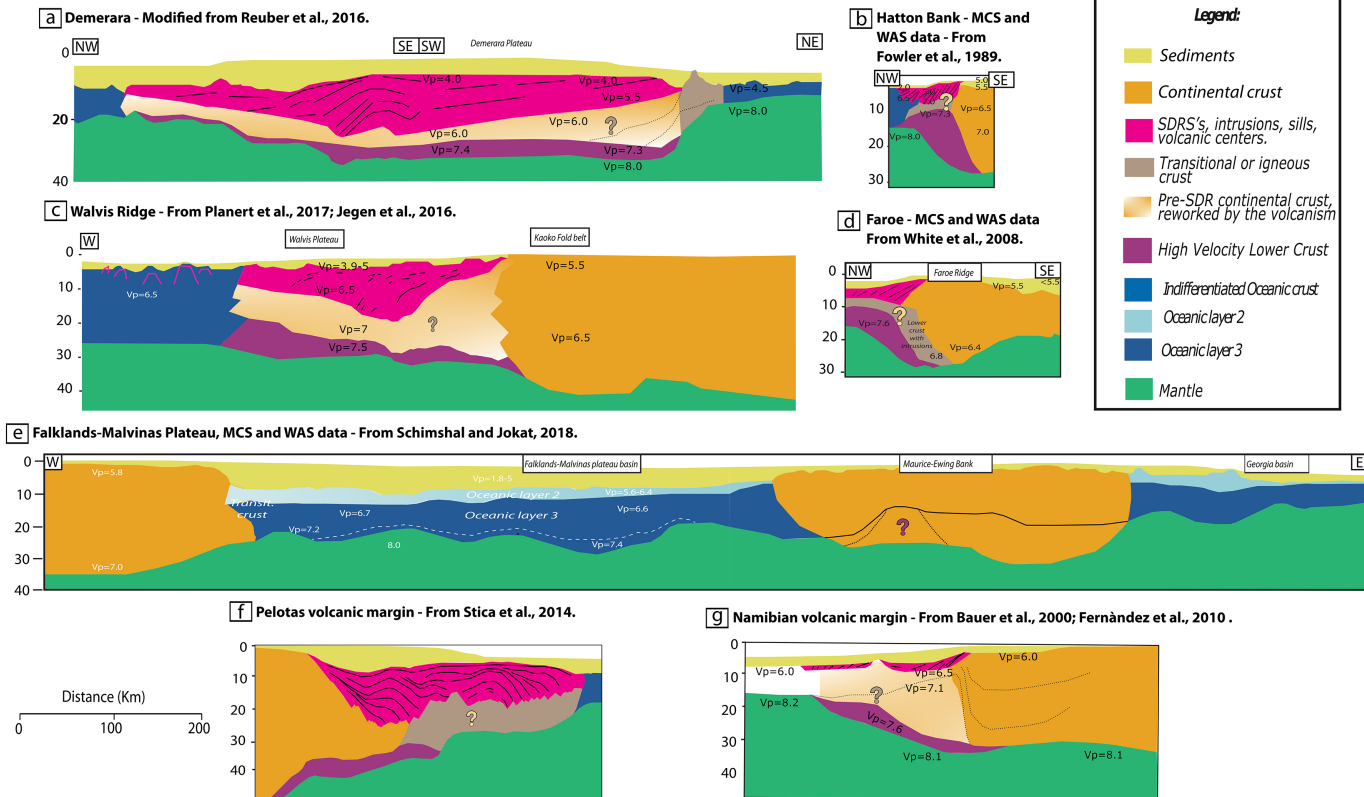 a Demerara - Modified from Reuber et al., 2016.
NW
SE SW
Demerara Plateau
NE
0
20
40
Vp=4.0
Vp=4.0
Vp=5.5
Vp=6.0
Vp=6.0
?
Vp=7.4
Vp=7.3
Vp=8.0
Vp=4.5
Vp=8.0
b Hatton Bank - MCS and
WAS data - From
Fowler et al., 1989.
NW
SE
10
20
30
5.0
5.5
6.5
7.0
?
Vp=7.3
Vp=6.5
Vp=8.0
7.0
Legend:
Sediments
Continental crust
SDRS's, intrusions, sills,
volcanic centers.
Transitional or igneous
crust
Pre-SDR continental crust,
reworked by the volcanism
High Velocity Lower Crust
Indifferentiated Oceanic crust
Oceanic layer 2
Oceanic layer 3
Mantle
c Walvis Ridge - From Planert et al., 2017; Jegen et al., 2016.
W
Walvis Plateau
Kaoko Fold belt
0
10
20
30
40
Vp=3.9-5
Vp=6.5
Vp=6.5
Vp=7
?
Vp=7.5
Vp=5.5
Vp=6.5
d Faroe - MCS and WAS data
From White et al., 2008.
NW
Faroe Ridge
SE
0
10
20
30
Vp=5.5
<5.5
?
Vp=7.6
Lower
crust
with
intrusions
6.8
Vp=6.4
e Falklands-Malvinas Plateau, MCS and WAS data - From Schimshal and Jokat, 2018.
W
Falklands-Malvinas plateau basin
Maurice-Ewing Bank
Georgia basin
E
0
10
20
30
40
Vp=5.8
Vp=1.8-5
Oceanic layer 2
Vp=5.6-6.4
Transit.
crust
Vp=6.7
Oceanic layer 3
Vp=6.6
Vp=7.2
8.0
Vp=7.4
?
Vp=7.0
f Pelotas volcanic margin - From Stica et al., 2014.
0
10
20
30
40
?
Distance (Km)
0
100
200
g Namibian volcanic margin - From Bauer et al., 2000; Fernàndez et al., 2010 .
0
10
20
30
40
Vp=6.0
Vp=6.0
Vp=6.5
Vp=7.1
?
Vp=8.2
Vp=7.6
Vp=8.1
Vp=8.1